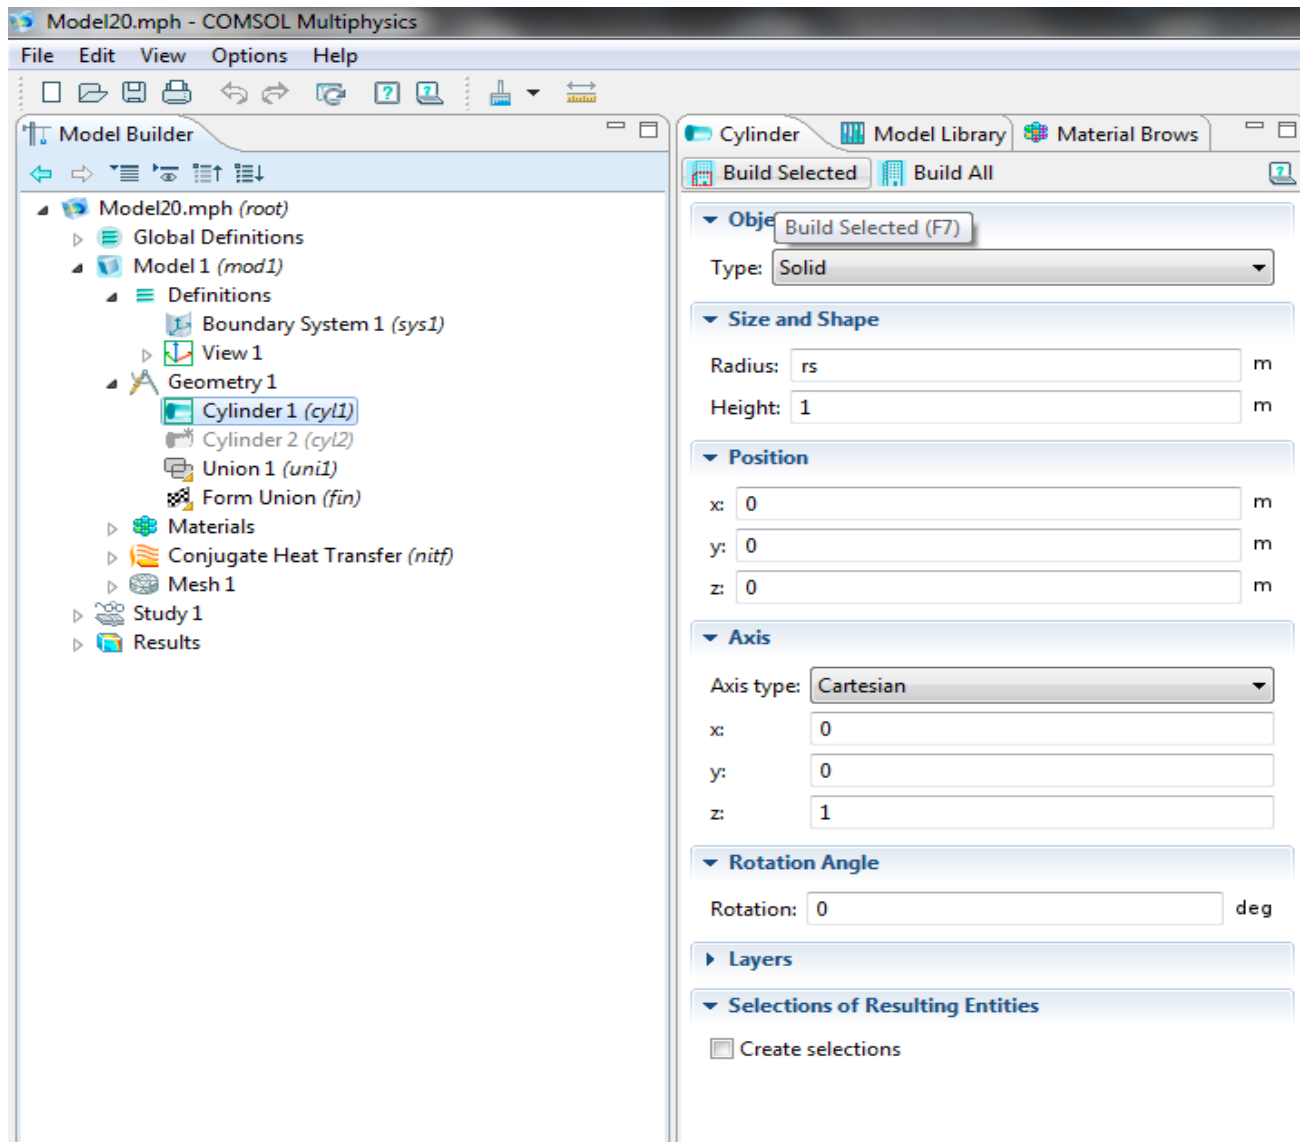 Model20.mph - COMSOL Multiphysics
File Edit View Options Help
Model Builder
Model20.mph (root)
Global Definitions
Model 1 (mod1)
Definitions
Boundary System 1 (sys1)
View 1
Geometry 1
Cylinder 1 (cyl1)
Cylinder 2 (cyl2)
Union 1 (uni1)
Form Union (fin)
Materials
Conjugate Heat Transfer (nitf)
Mesh 1
Study 1
Results
Cylinder Model Library Material Brows
Build Selected Build All
Obje
Build Selected (F7)
Type: Solid
Size and Shape
Radius: rs m
Height: 1 m
Position
x: 0 m
y: 0 m
z: 0 m
Axis
Axis type: Cartesian
x: 0
y: 0
z: 1
Rotation Angle
Rotation: 0 deg
Layers
Selections of Resulting Entities
Create selections